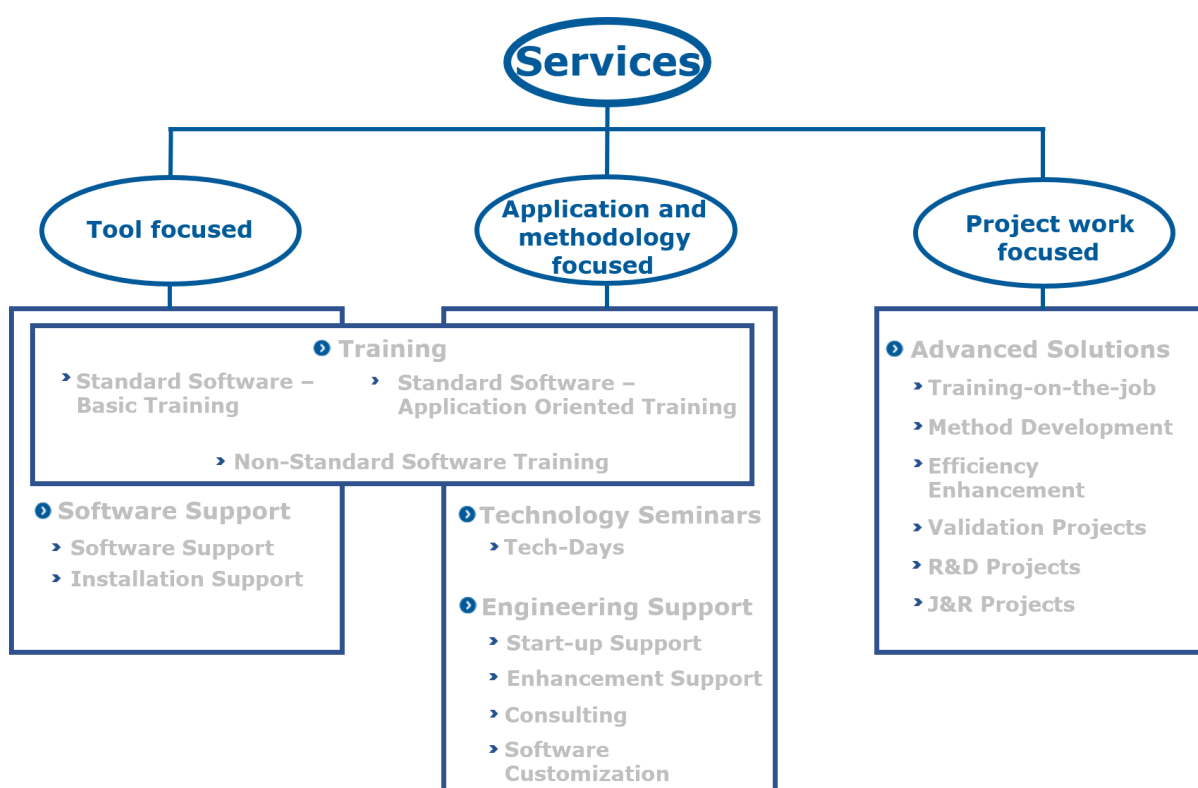 Services
Tool focused
Application and
methodology
focused
Project work
focused
Training
Standard Software –
Basic Training
Standard Software –
Application Oriented Training
Non-Standard Software Training
Software Support
Software Support
Installation Support
Technology Seminars
Tech-Days
Engineering Support
Start-up Support
Enhancement Support
Consulting
Software
Customization
Advanced Solutions
Training-on-the-job
Method Development
Efficiency
Enhancement
Validation Projects
R&D Projects
J&R Projects